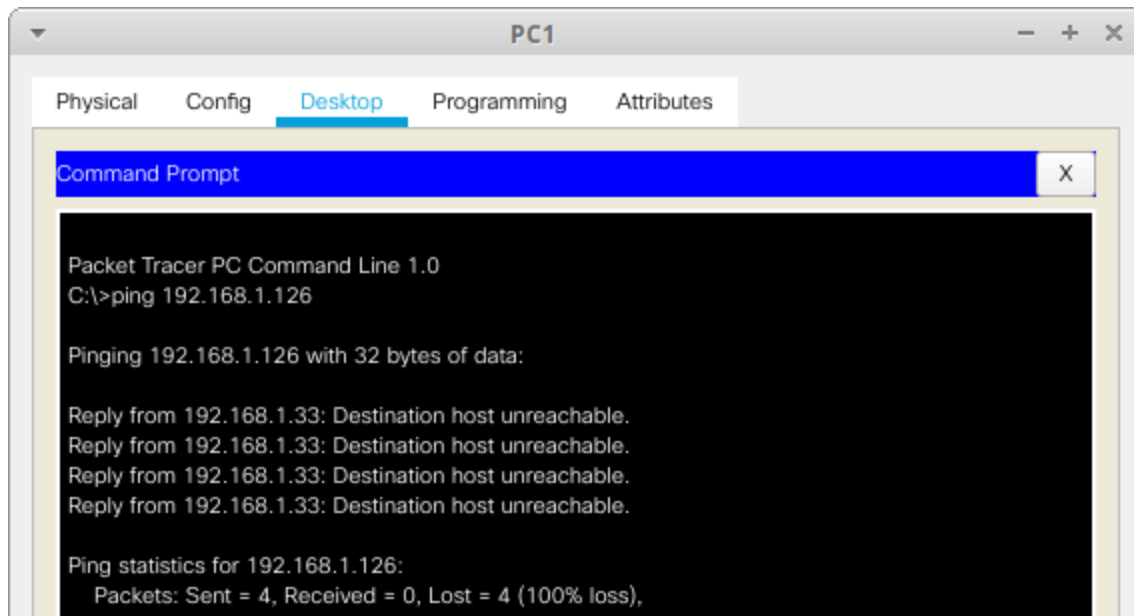 PC1
Physical Config Desktop Programming Attributes
Command Prompt X
Packet Tracer PC Command Line 1.0
C:\>ping 192.168.1.126
Pinging 192.168.1.126 with 32 bytes of data:
Reply from 192.168.1.33: Destination host unreachable.
Reply from 192.168.1.33: Destination host unreachable.
Reply from 192.168.1.33: Destination host unreachable.
Reply from 192.168.1.33: Destination host unreachable.
Ping statistics for 192.168.1.126:
Packets: Sent = 4, Received = 0, Lost = 4 (100% loss),